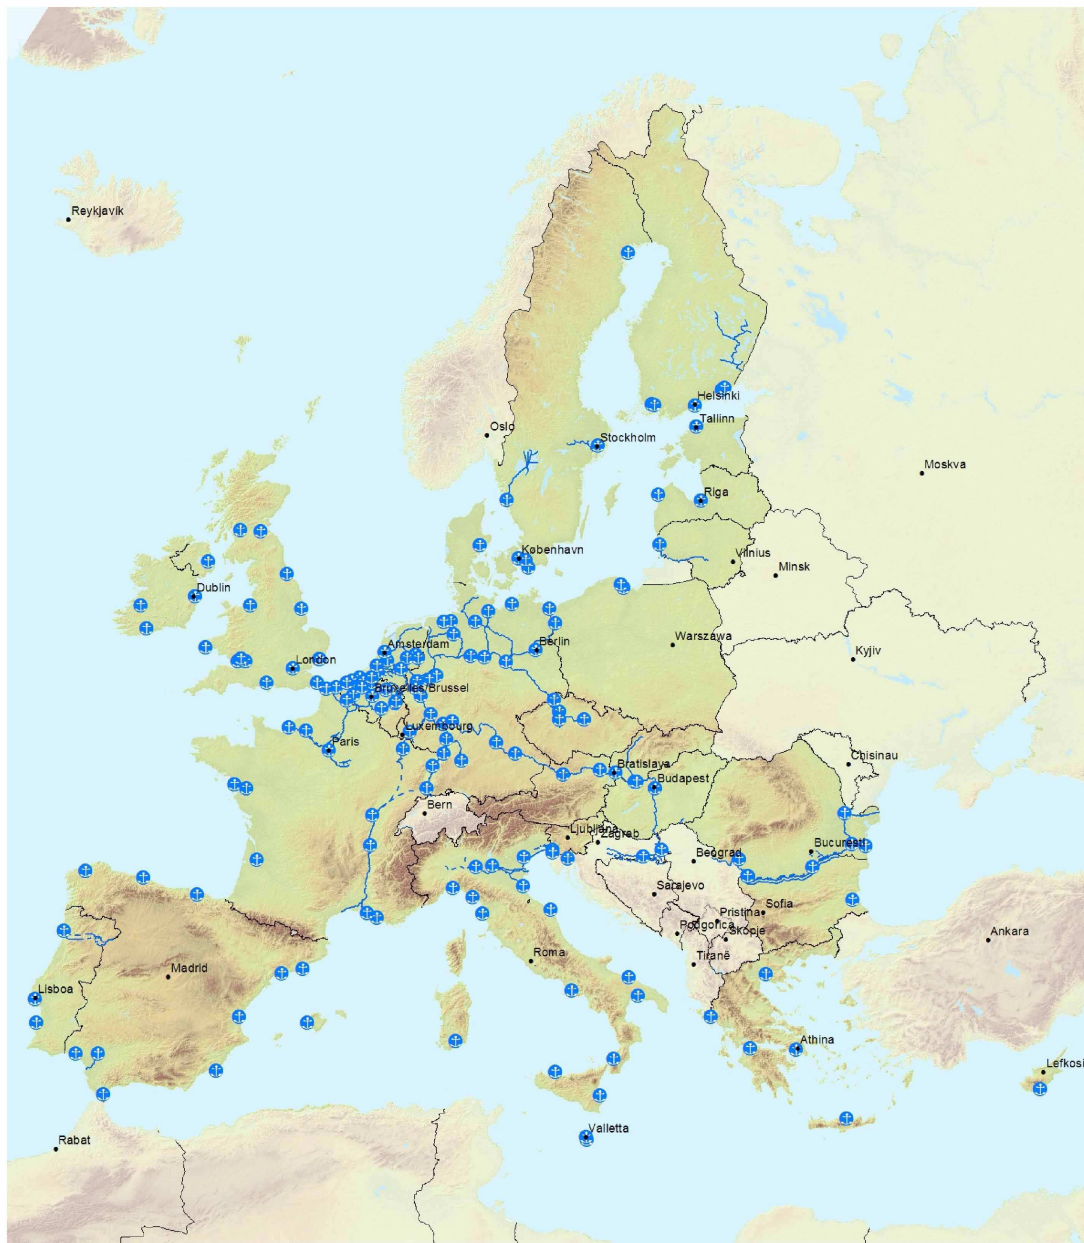 Reykjavík
Oslo
Helsinki
Tallinn
Stockholm
Moskva
Riga
København
Vilnius
Minsk
Dublin
Amsterdam
Berlin
Warszawa
Kyjiv
London
Bruxelles/Brussel
Luxembourg
Paris
Chisinau
Bratislava
Budapest
Bern
Ljubljana
Zagreb
Bucuresti
Beograd
Sarajevo
Sofia
Pristina
Podgorica
Skopje
Ankara
Roma
Tiranë
Madrid
Lisboa
Athina
Lefkosi
Valletta
Rabat